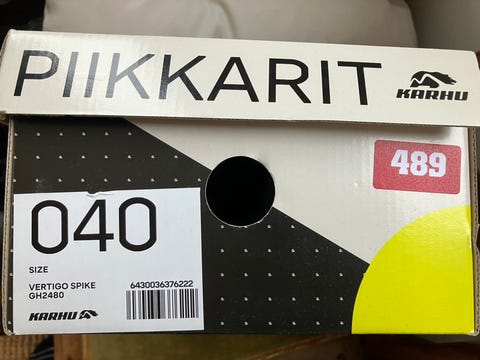 PIIKKARIT
KARHU
489
040
SIZE
VERTIGO SPIKE
GH2480
6430036376222
KARHU